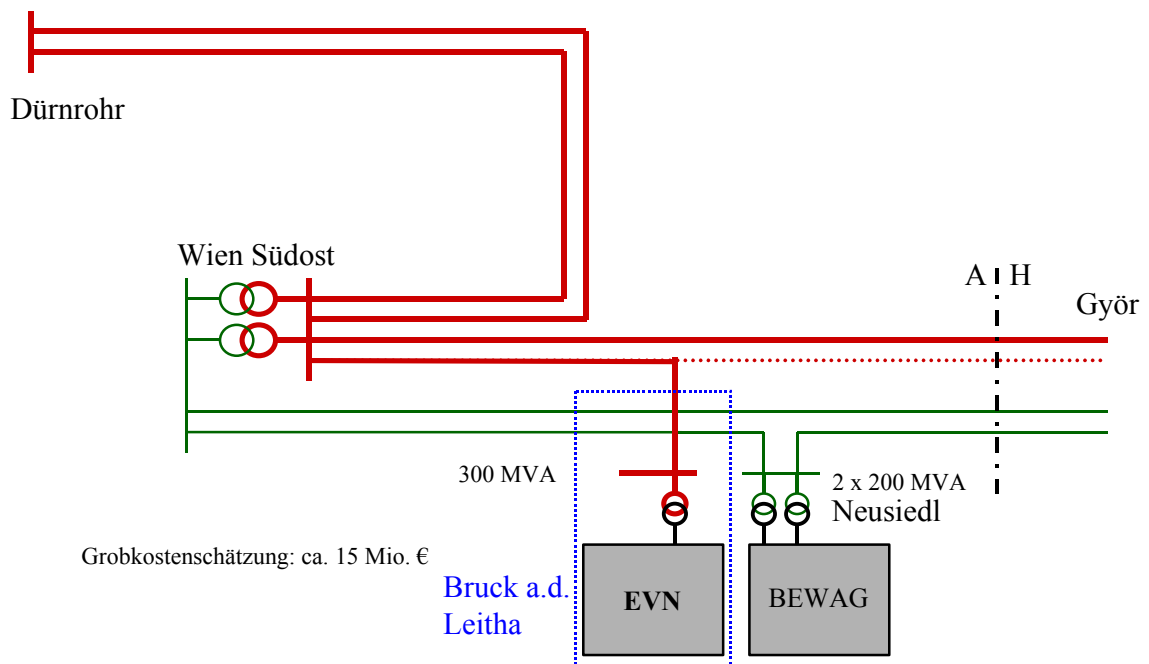 Dürnrohr
Wien Südost
A H
Györ
300 MVA
2 x 200 MVA
Neusiedl
Grobkostenschätzung: ca. 15 Mio. €
Bruck a.d.
Leitha
EVN
BEWAG